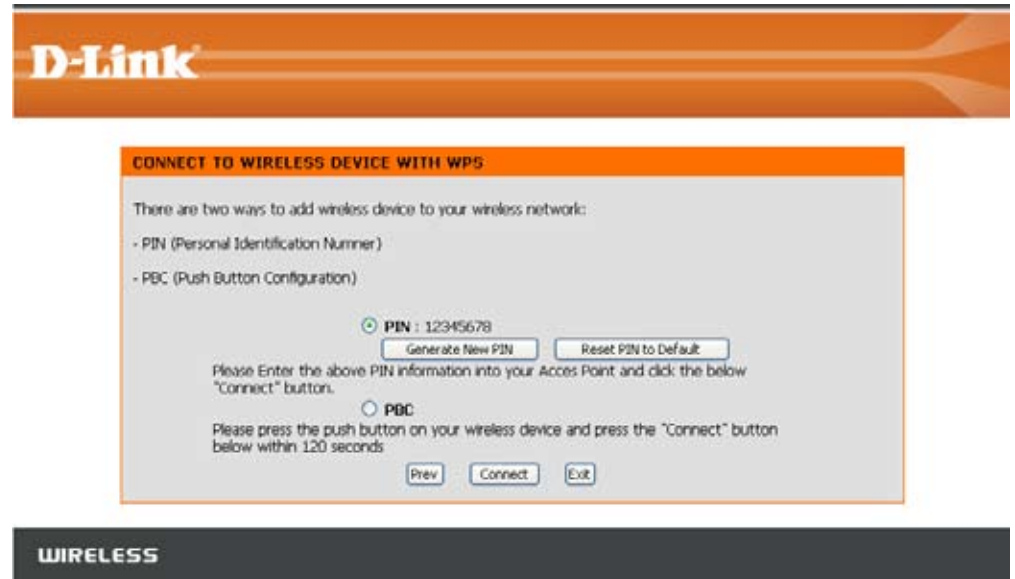 D-Link
CONNECT TO WIRELESS DEVICE WITH WPS
There are two ways to add wireless device to your wireless network:
- PIN (Personal Identification Numner)
- PBC (Push Button Configuration)
PIN : 12345678
Generate New PIN Reset PIN to Default
Please Enter the above PIN information into your Acces Point and click the below
"Connect" button.
PBC
Please press the push button on your wireless device and press the "Connect" button
below within 120 seconds
Prev Connect Exit
WIRELESS